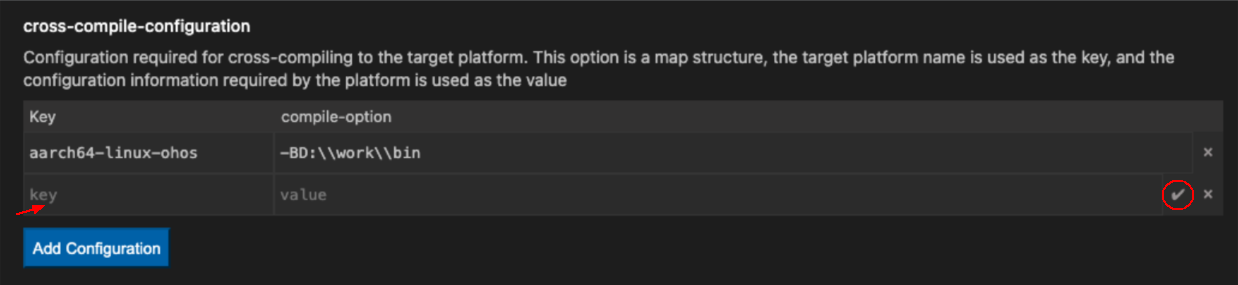 cross-compile-configuration
Configuration required for cross-compiling to the target platform. This option is a map structure, the target platform name is used as the key, and the
configuration information required by the platform is used as the value
Key compile-option
aarch64-linux-ohos -BD:\\work\\bin ×
key value ✔ ×
Add Configuration